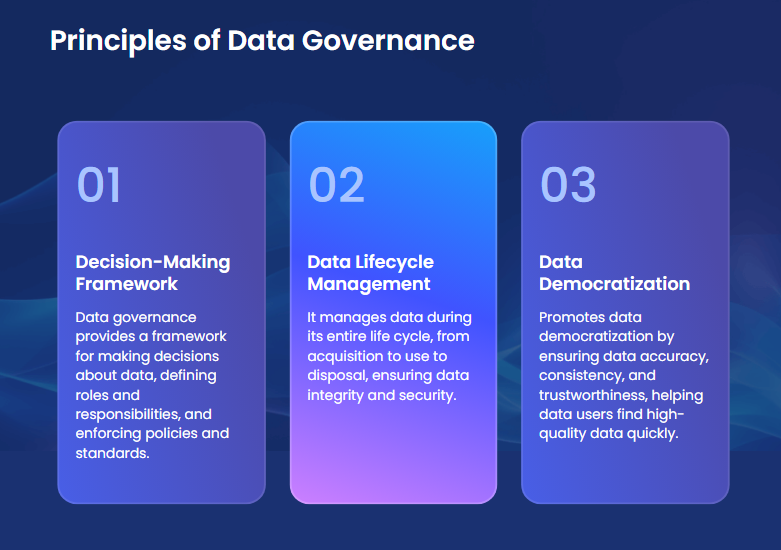 Principles of Data Governance
01
Decision-Making
Framework
Data governance
provides a framework
for making decisions
about data, defining
roles and
responsibilities, and
enforcing policies and
standards.
02
Data Lifecycle
Management
It manages data during
its entire life cycle, from
acquisition to use to
disposal, ensuring data
integrity and security.
03
Data
Democratization
Promotes data
democratization by
ensuring data accuracy,
consistency, and
trustworthiness, helping
data users find high-
quality data quickly.